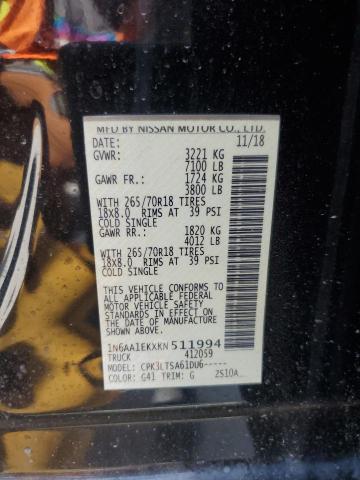 MFD BY NISSAN MOTOR CO., LTD.
DATE: 11/18
GVWR: 3221 KG
7100 LB
GAWR FR.: 1724 KG
3800 LB
WITH 265/70R18 TIRES
18X8.0 RIMS AT 39 PSI
COLD SINGLE
GAWR RR.: 1820 KG
4012 LB
WITH 265/70R18 TIRES
18X8.0 RIMS AT 39 PSI
COLD SINGLE
THIS VEHICLE CONFORMS TO
ALL APPLICABLE FEDERAL
MOTOR VEHICLE SAFETY
STANDARDS IN EFFECT ON
THE DATE OF MANUFACTURE
SHOWN ABOVE.
1N6AA1EKXKN511994
TRUCK 412059
MODEL: CPK3LTSA61DU6-----
COLOR: G41 TRIM: G 2S10A